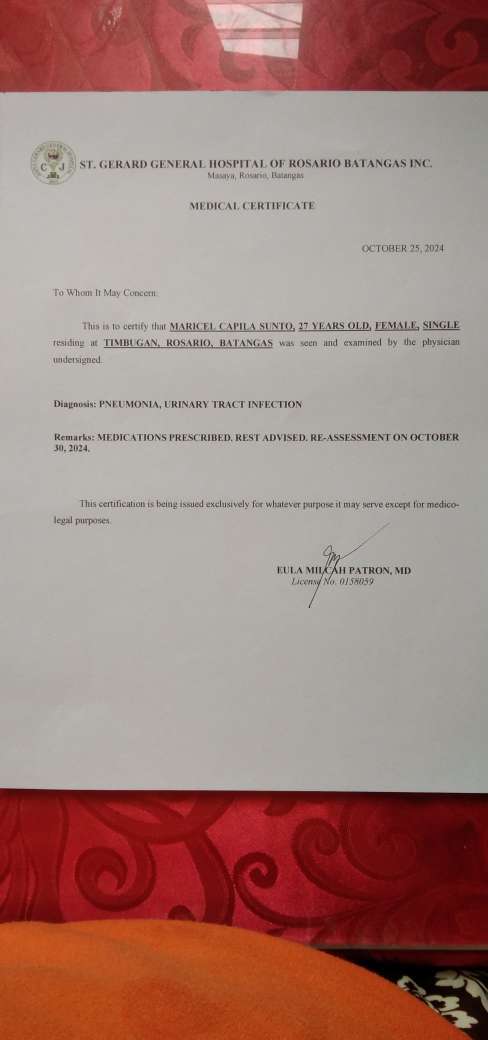 ST. GERARD GENERAL HOSPITAL OF ROSARIO BATANGAS INC.
Masaya, Rosario, Batangas
MEDICAL CERTIFICATE
OCTOBER 25, 2024
To Whom It May Concern:
This is to certify that MARICEL CAPILA SUNTO, 27 YEARS OLD, FEMALE, SINGLE
residing at TIMBUGAN, ROSARIO, BATANGAS was seen and examined by the physician
undersigned.
Diagnosis: PNEUMONIA, URINARY TRACT INFECTION
Remarks: MEDICATIONS PRESCRIBED. REST ADVISED. RE-ASSESSMENT ON OCTOBER
30, 2024.
This certification is being issued exclusively for whatever purpose it may serve except for medico-
legal purposes.
EULA MILCAH PATRON, MD
License No. 0158059